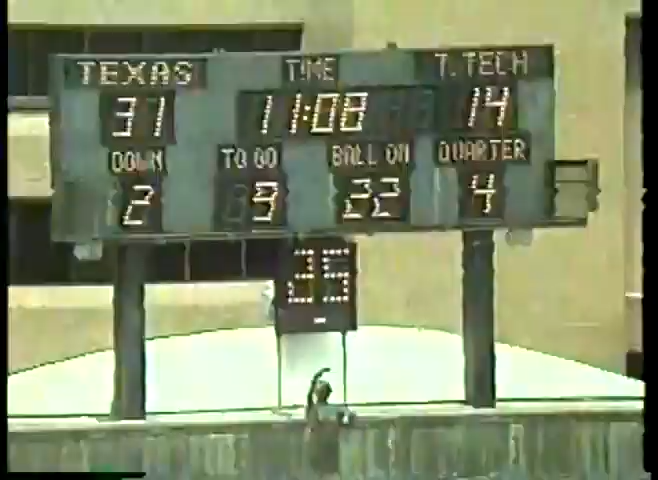 TEXAS TIME T.TECH
31 11:08 14
DOWN TO GO BALL ON QUARTER
2 9 22 4
25